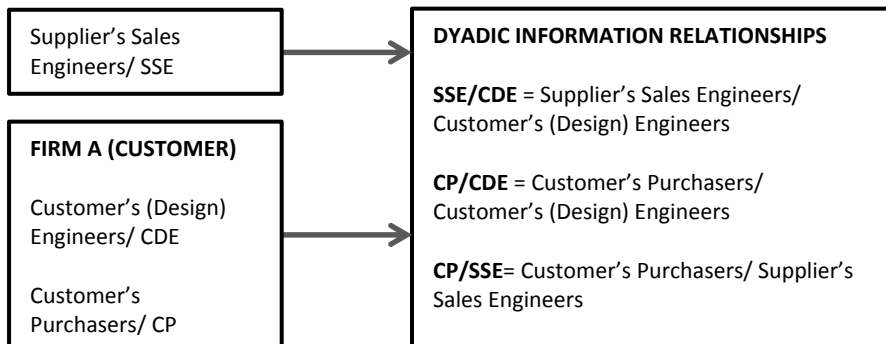 Supplier’s Sales
Engineers/ SSE
FIRM A (CUSTOMER)
Customer’s (Design)
Engineers/ CDE
Customer’s
Purchasers/ CP
DYADIC INFORMATION RELATIONSHIPS
SSE/CDE = Supplier’s Sales Engineers/
Customer’s (Design) Engineers
CP/CDE = Customer’s Purchasers/
Customer’s (Design) Engineers
CP/SSE= Customer’s Purchasers/ Supplier’s
Sales Engineers